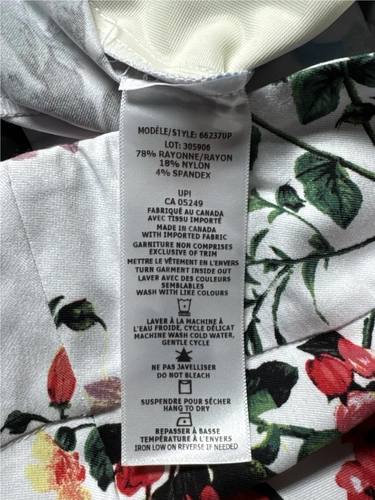 MODÈLE/STYLE: 66237UP
LOT: 305906
78% RAYONNE/RAYON
18% NYLON
4% SPANDEX
UP!
CA 05249
FABRIQUÉ AU CANADA
AVEC TISSU IMPORTÉ
MADE IN CANADA
WITH IMPORTED FABRIC
GARNITURE NON COMPRISES
EXCLUSIVE OF TRIM
METTRE LE VÊTEMENT EN L'ENVERS
TURN GARMENT INSIDE OUT
LAVER AVEC DES COULEURS
SEMBLABLES
WASH WITH LIKE COLOURS
LAVER À LA MACHINE À
L'EAU FROIDE, CYCLE DÉLICAT
MACHINE WASH COLD WATER,
GENTLE CYCLE
NE PAS JAVELLISER
DO NOT BLEACH
SUSPENDRE POUR SÉCHER
HANG TO DRY
REPASSER À BASSE
TEMPÉRATURE À L'ENVERS
IRON LOW ON REVERSE IF NEEDED